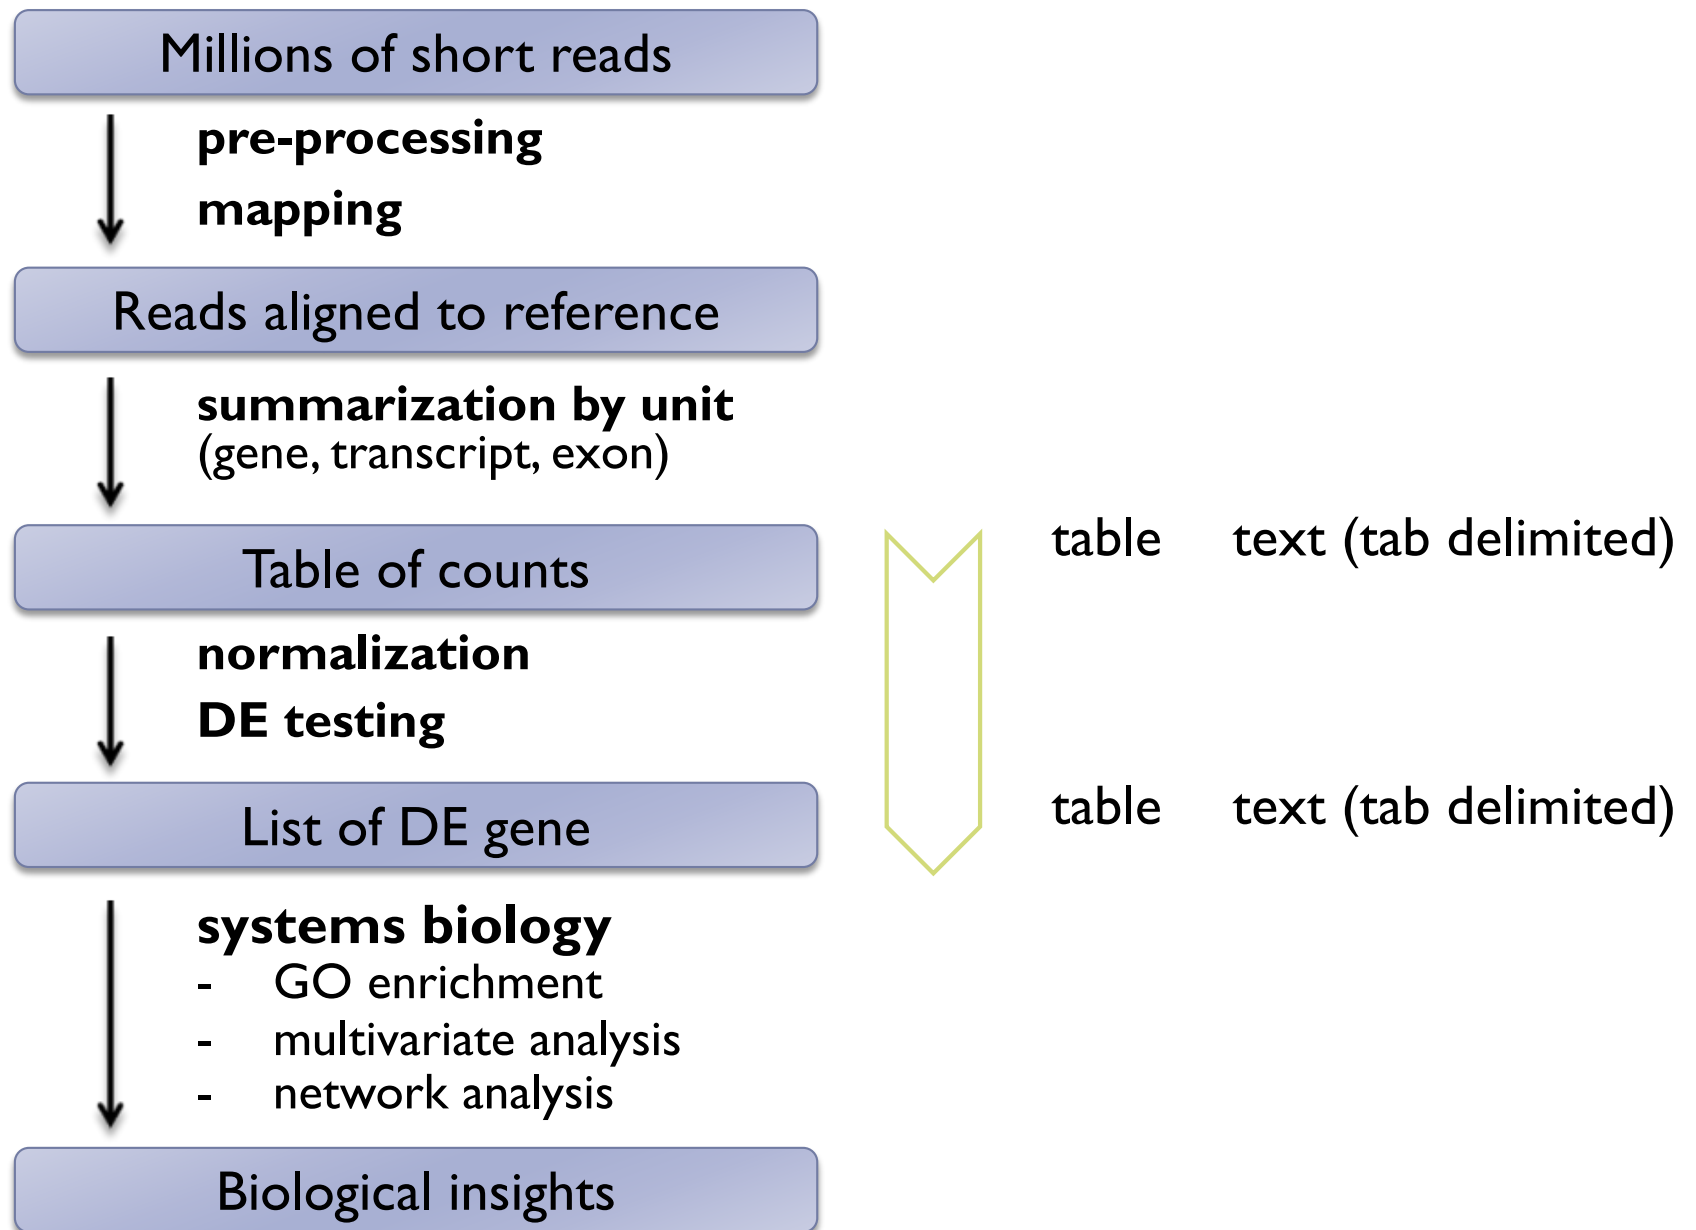 Millions of short reads
pre-processing
mapping
Reads aligned to reference
summarization by unit
(gene, transcript, exon)
Table of counts
table text (tab delimited)
normalization
DE testing
List of DE gene
table text (tab delimited)
systems biology
- GO enrichment
- multivariate analysis
- network analysis
Biological insights